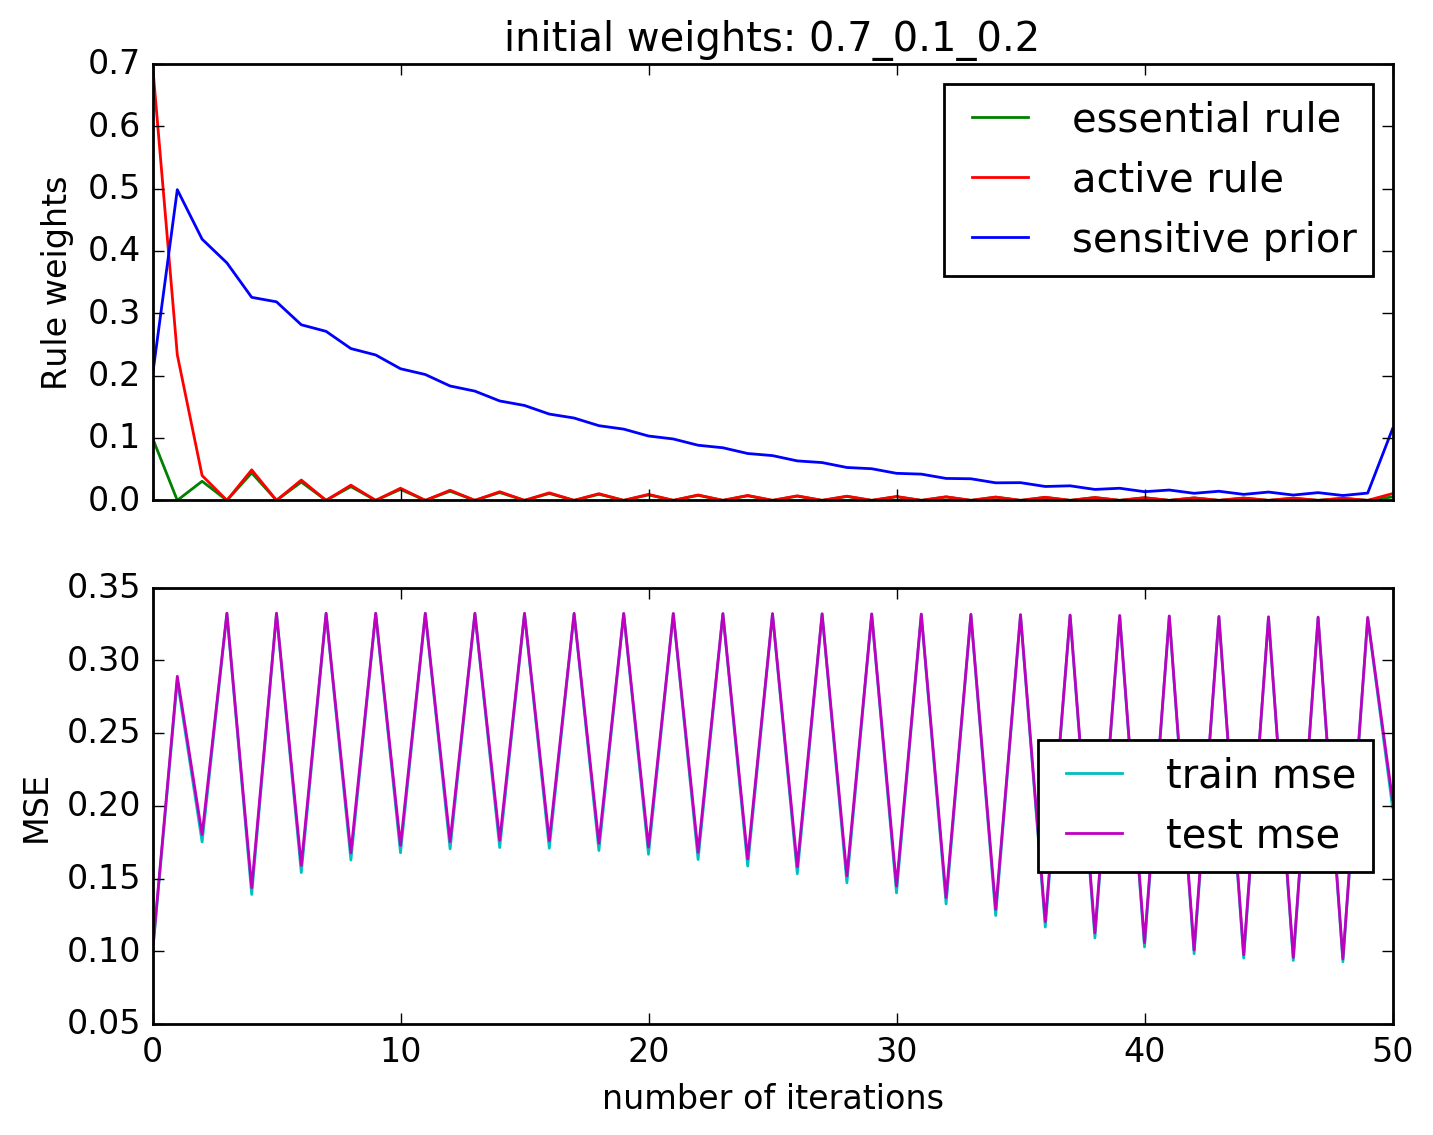 initial weights: 0.7_0.1_0.2
0.7
0.6
0.5
0.4
0.3
0.2
0.1
0.0
Rule weights
essential rule
active rule
sensitive prior
0.35
0.30
0.25
0.20
0.15
0.10
0.05
MSE
train mse
test mse
0 10 20 30 40 50
number of iterations